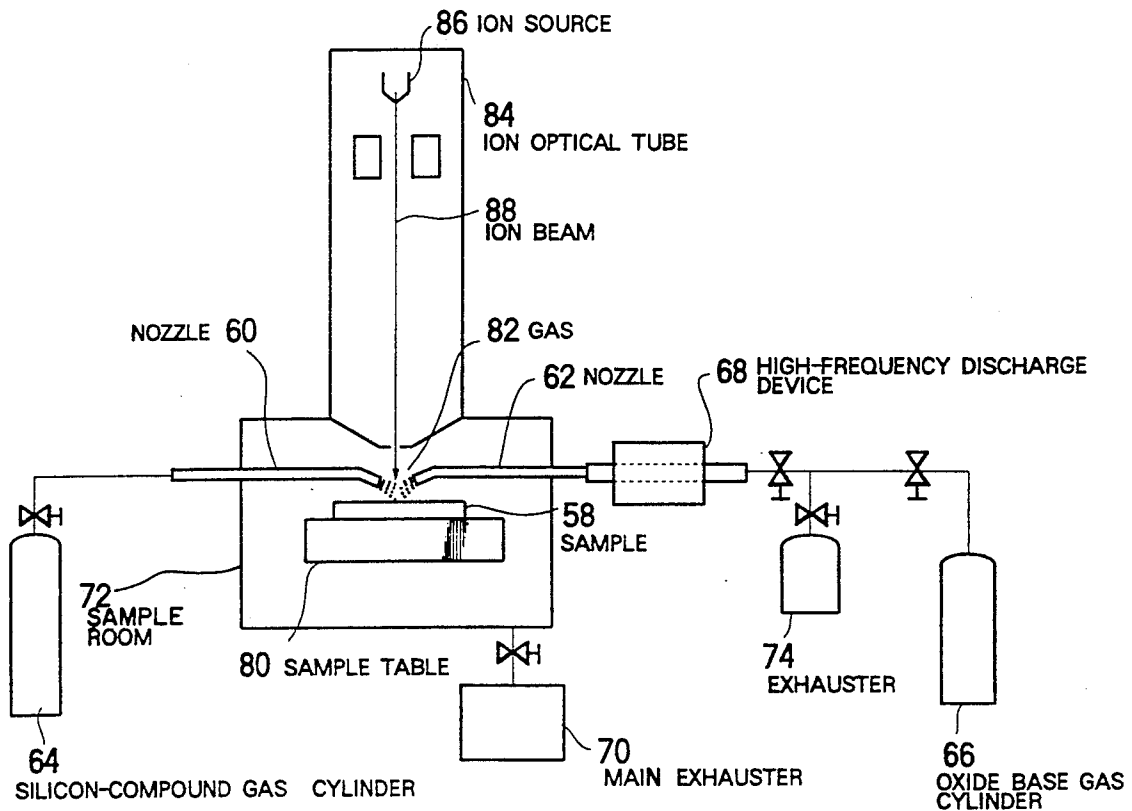 86 ION SOURCE
84
ION OPTICAL TUBE
88
ION BEAM
NOZZLE 60
82 GAS
62 NOZZLE
68 HIGH-FREQUENCY DISCHARGE
DEVICE
58
SAMPLE
72
SAMPLE
ROOM
80 SAMPLE TABLE
74
EXHAUSTER
64
SILICON-COMPOUND GAS CYLINDER
70
MAIN EXHAUSTER
66
OXIDE BASE GAS
CYLINDER